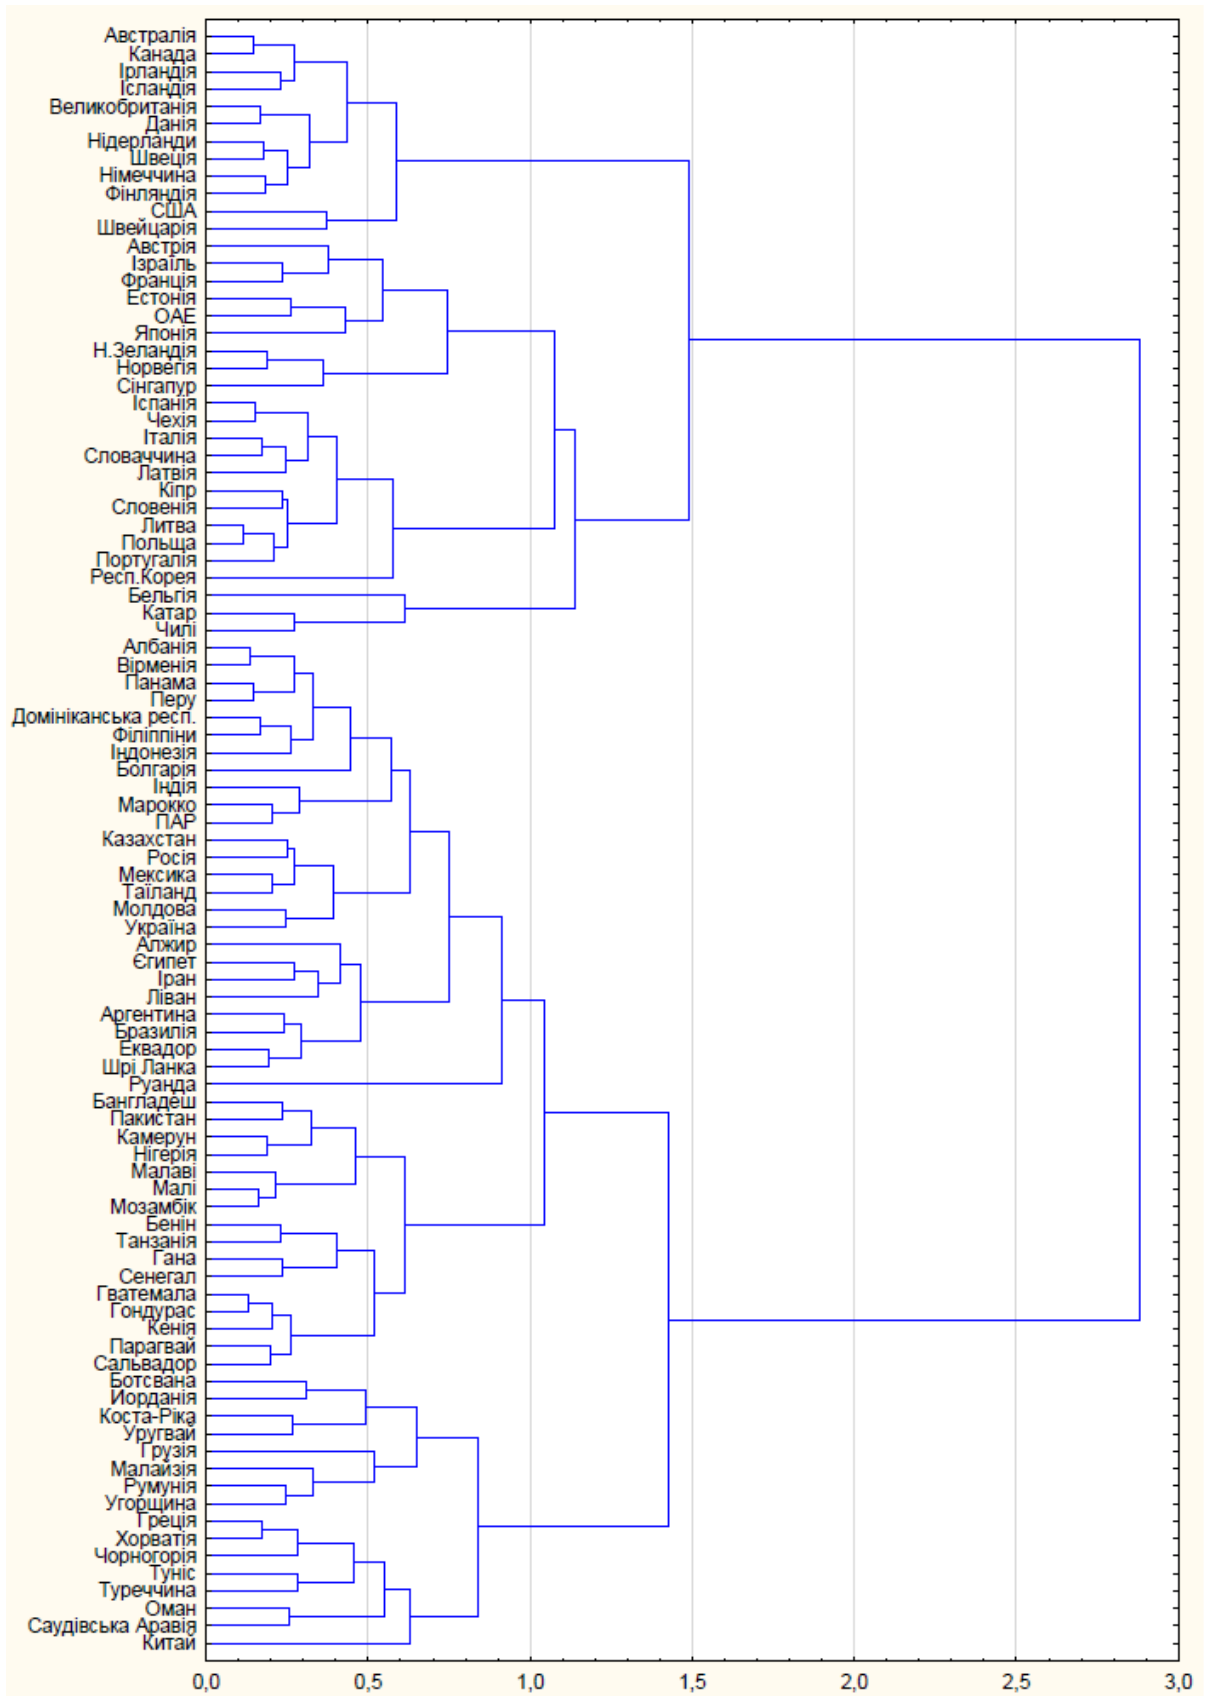 Австралія
Канада
Ірландія
Ісландія
Великобританія
Данія
Нідерланди
Швеція
Німеччина
Фінляндія
США
Швейцарія
Австрія
Ізраїль
Франція
Естонія
ОАЕ
Японія
Н.Зеландія
Норвегія
Сінгапур
Іспанія
Чехія
Італія
Словаччина
Латвія
Кіпр
Словенія
Литва
Польща
Португалія
Респ.Корея
Бельгія
Катар
Чилі
Албанія
Вірменія
Панама
Перу
Домініканська респ.
Філіппіни
Індонезія
Болгарія
Індія
Марокко
ПАР
Казахстан
Росія
Мексика
Таїланд
Молдова
Україна
Алжир
Єгипет
Іран
Ліван
Аргентина
Бразилія
Еквадор
Шрі Ланка
Руанда
Бангладеш
Пакистан
Камерун
Нігерія
Малаві
Малі
Мозамбік
Бенін
Танзанія
Гана
Сенегал
Гватемала
Гондурас
Кенія
Парагвай
Сальвадор
Ботсвана
Йорданія
Коста-Ріка
Уругвай
Грузія
Малайзія
Румунія
Угорщина
Греція
Хорватія
Чорногорія
Туніс
Туреччина
Оман
Саудівська Аравія
Китай
0,0 0,5 1,0 1,5 2,0 2,5 3,0